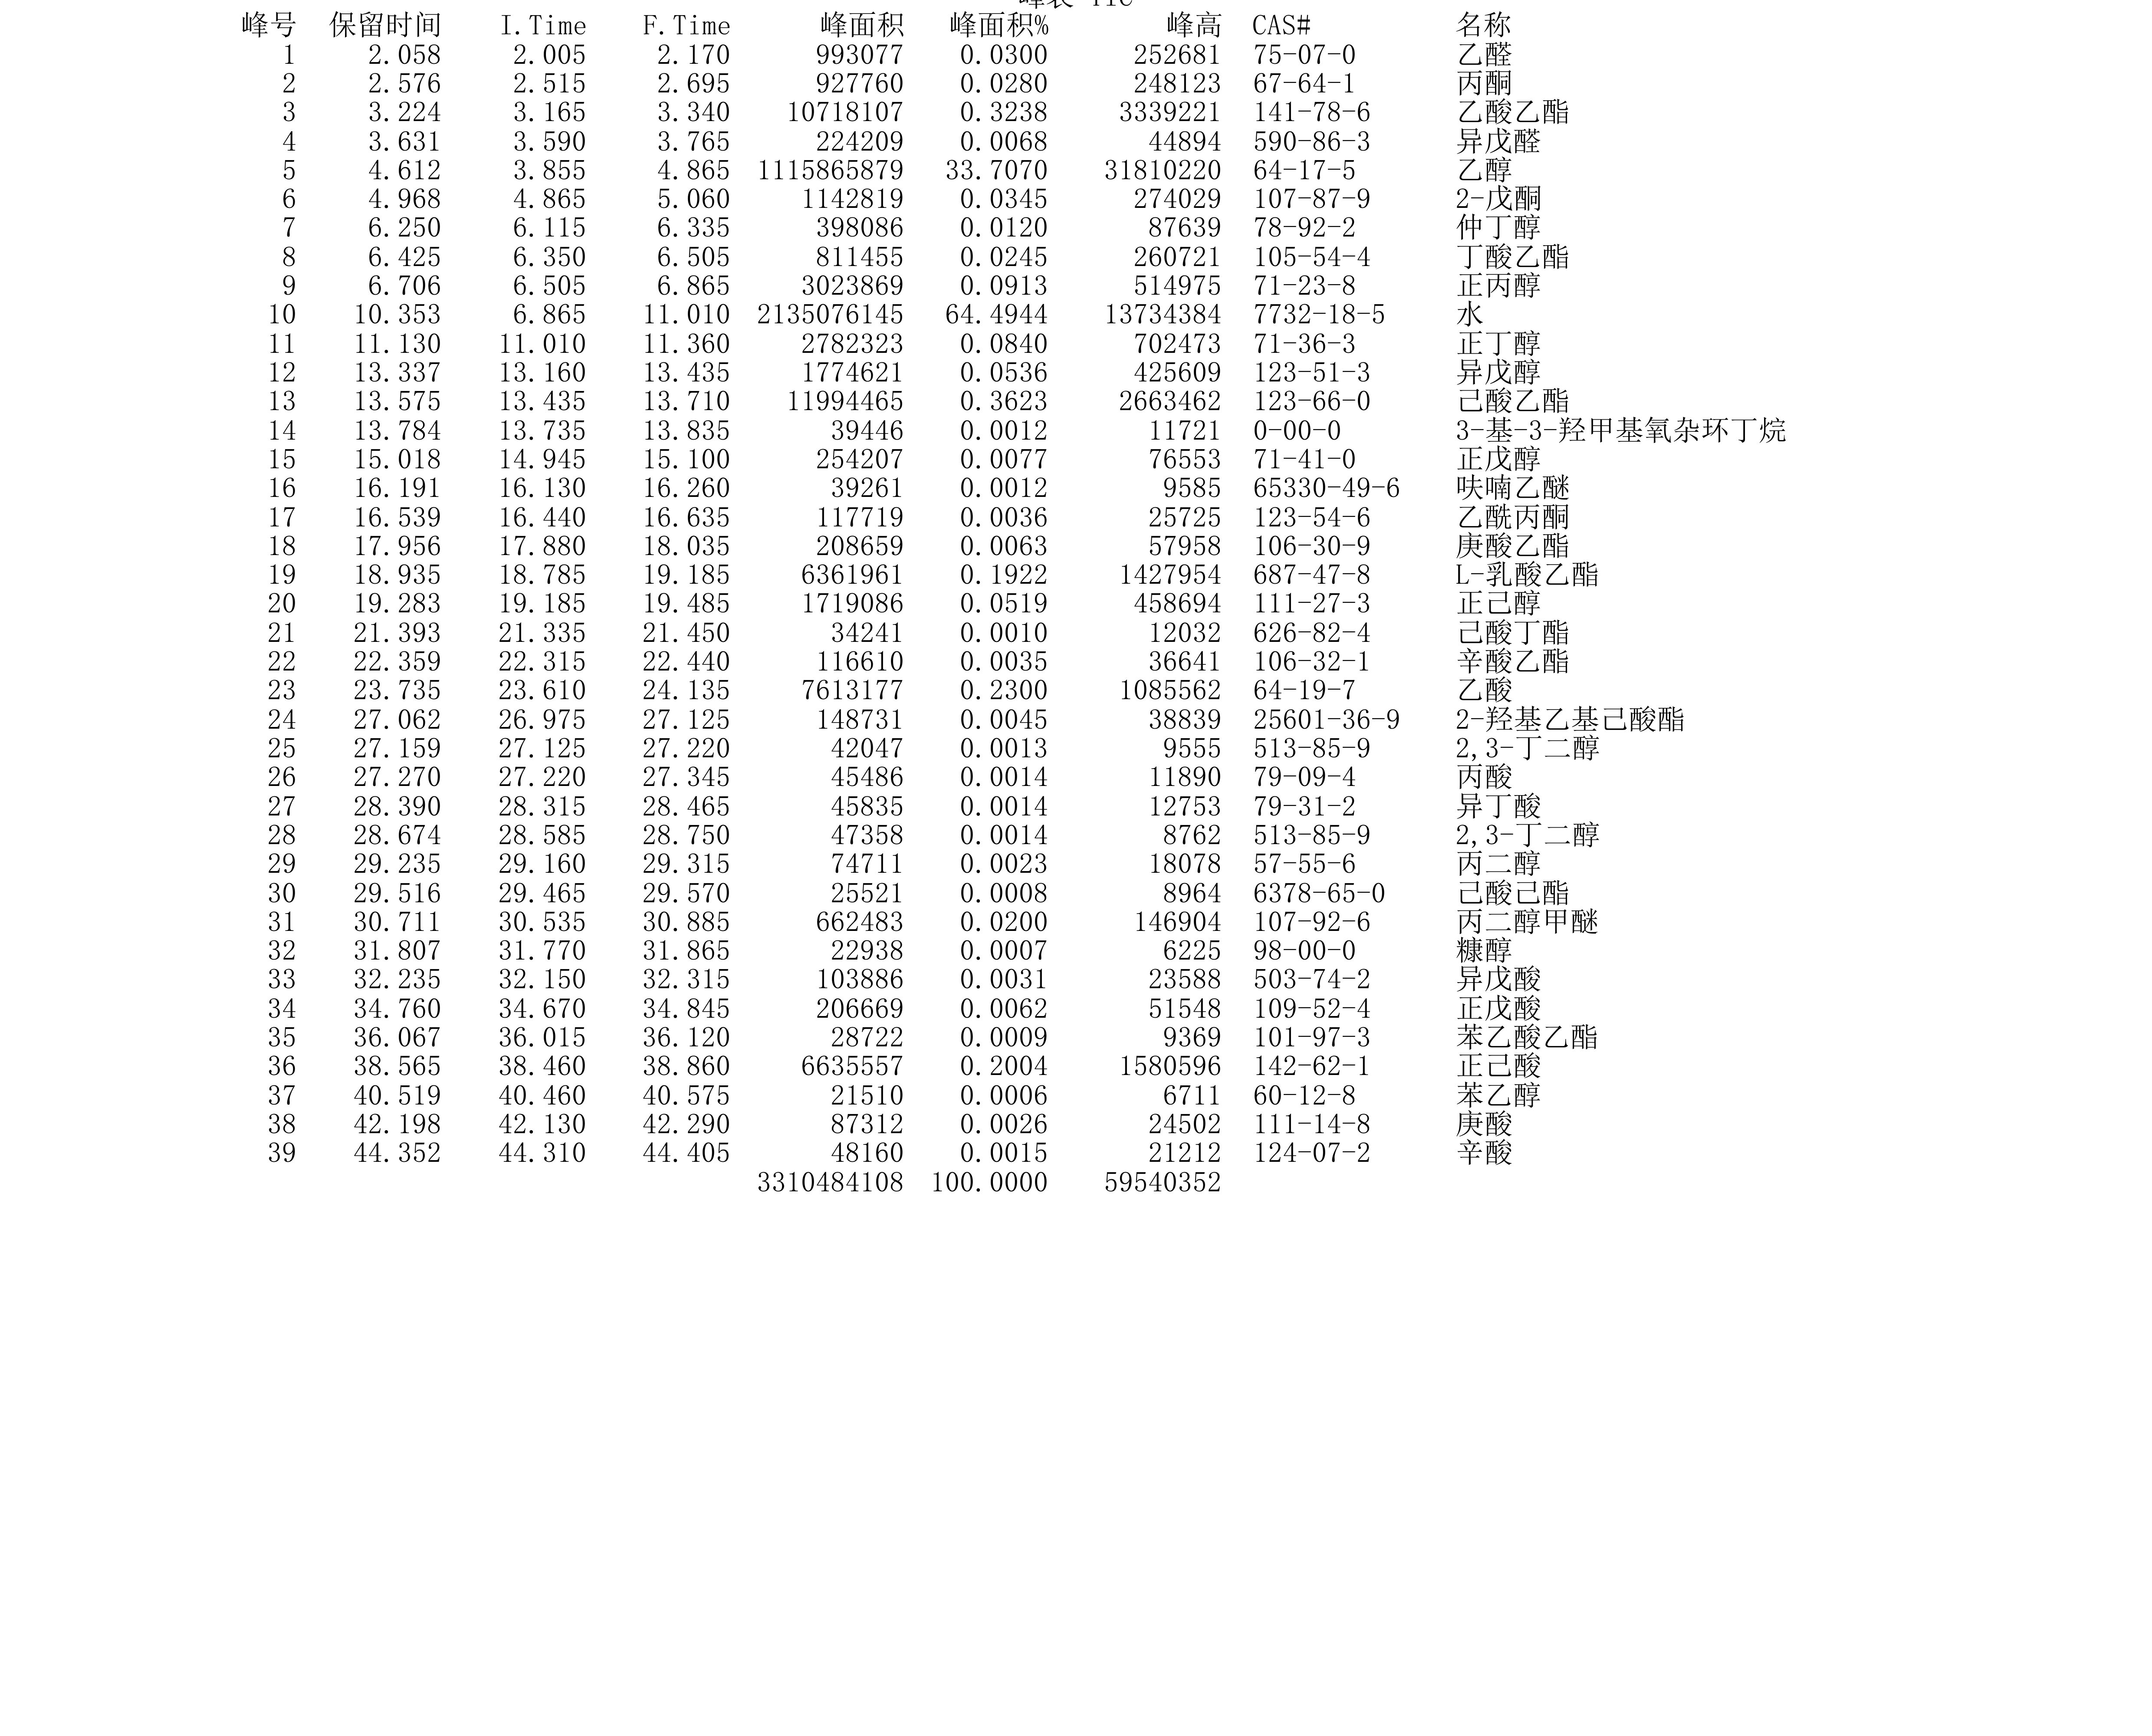 峰号 保留时间 I.Time F.Time 峰面积 峰面积% 峰高 CAS# 名称
1 2.058 2.005 2.170 993077 0.0300 252681 75-07-0 乙醛
2 2.576 2.515 2.695 927760 0.0280 248123 67-64-1 丙酮
3 3.224 3.165 3.340 10718107 0.3238 3339221 141-78-6 乙酸乙酯
4 3.631 3.590 3.765 224209 0.0068 44894 590-86-3 异戊醛
5 4.612 3.855 4.865 1115865879 33.7070 31810220 64-17-5 乙醇
6 4.968 4.865 5.060 1142819 0.0345 274029 107-87-9 2-戊酮
7 6.250 6.115 6.335 398086 0.0120 87639 78-92-2 仲丁醇
8 6.425 6.350 6.505 811455 0.0245 260721 105-54-4 丁酸乙酯
9 6.706 6.505 6.865 3023869 0.0913 514975 71-23-8 正丙醇
10 10.353 6.865 11.010 2135076145 64.4944 13734384 7732-18-5 水
11 11.130 11.010 11.360 2782323 0.0840 702473 71-36-3 正丁醇
12 13.337 13.160 13.435 1774621 0.0536 425609 123-51-3 异戊醇
13 13.575 13.435 13.710 11994465 0.3623 2663462 123-66-0 己酸乙酯
14 13.784 13.735 13.835 39446 0.0012 11721 0-00-0 3-基-3-羟甲基氧杂环丁烷
15 15.018 14.945 15.100 254207 0.0077 76553 71-41-0 正戊醇
16 16.191 16.130 16.260 39261 0.0012 9585 65330-49-6 呋喃乙醚
17 16.539 16.440 16.635 117719 0.0036 25725 123-54-6 乙酰丙酮
18 17.956 17.880 18.035 208659 0.0063 57958 106-30-9 庚酸乙酯
19 18.935 18.785 19.185 6361961 0.1922 1427954 687-47-8 L-乳酸乙酯
20 19.283 19.185 19.485 1719086 0.0519 458694 111-27-3 正己醇
21 21.393 21.335 21.450 34241 0.0010 12032 626-82-4 己酸丁酯
22 22.359 22.315 22.440 116610 0.0035 36641 106-32-1 辛酸乙酯
23 23.735 23.610 24.135 7613177 0.2300 1085562 64-19-7 乙酸
24 27.062 26.975 27.125 148731 0.0045 38839 25601-36-9 2-羟基乙基己酸酯
25 27.159 27.125 27.220 42047 0.0013 9555 513-85-9 2,3-丁二醇
26 27.270 27.220 27.345 45486 0.0014 11890 79-09-4 丙酸
27 28.390 28.315 28.465 45835 0.0014 12753 79-31-2 异丁酸
28 28.674 28.585 28.750 47358 0.0014 8762 513-85-9 2,3-丁二醇
29 29.235 29.160 29.315 74711 0.0023 18078 57-55-6 丙二醇
30 29.516 29.465 29.570 25521 0.0008 8964 6378-65-0 己酸己酯
31 30.711 30.535 30.885 662483 0.0200 146904 107-92-6 丙二醇甲醚
32 31.807 31.770 31.865 22938 0.0007 6225 98-00-0 糠醇
33 32.235 32.150 32.315 103886 0.0031 23588 503-74-2 异戊酸
34 34.760 34.670 34.845 206669 0.0062 51548 109-52-4 正戊酸
35 36.067 36.015 36.120 28722 0.0009 9369 101-97-3 苯乙酸乙酯
36 38.565 38.460 38.860 6635557 0.2004 1580596 142-62-1 正己酸
37 40.519 40.460 40.575 21510 0.0006 6711 60-12-8 苯乙醇
38 42.198 42.130 42.290 87312 0.0026 24502 111-14-8 庚酸
39 44.352 44.310 44.405 48160 0.0015 21212 124-07-2 辛酸
3310484108 100.0000 59540352